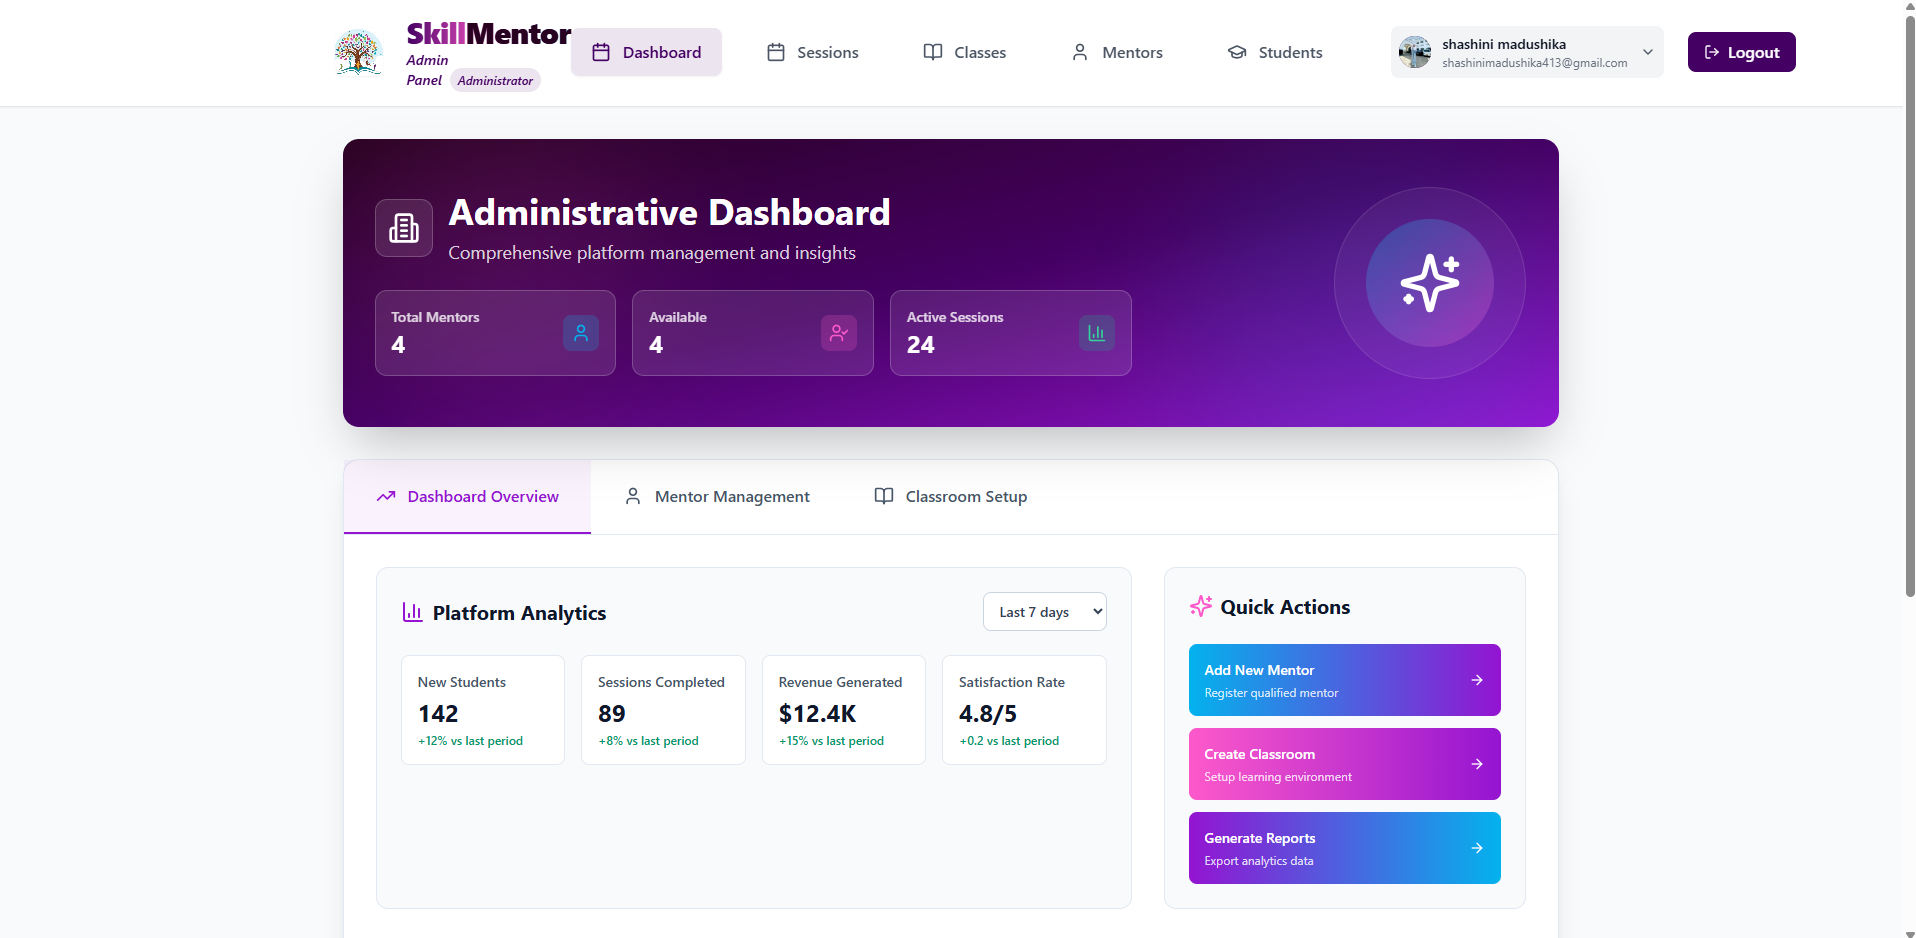 SkillMentor
Admin
Panel Administrator
Dashboard
Sessions
Classes
Mentors
Students
shashini madushika
shashinimadushika413@gmail.com
Logout
Administrative Dashboard
Comprehensive platform management and insights
Total Mentors
4
Available
4
Active Sessions
24
Dashboard Overview
Mentor Management
Classroom Setup
Platform Analytics
Last 7 days
New Students
142
+12% vs last period
Sessions Completed
89
+8% vs last period
Revenue Generated
$12.4K
+15% vs last period
Satisfaction Rate
4.8/5
+0.2 vs last period
Quick Actions
Add New Mentor
Register qualified mentor
Create Classroom
Setup learning environment
Generate Reports
Export analytics data